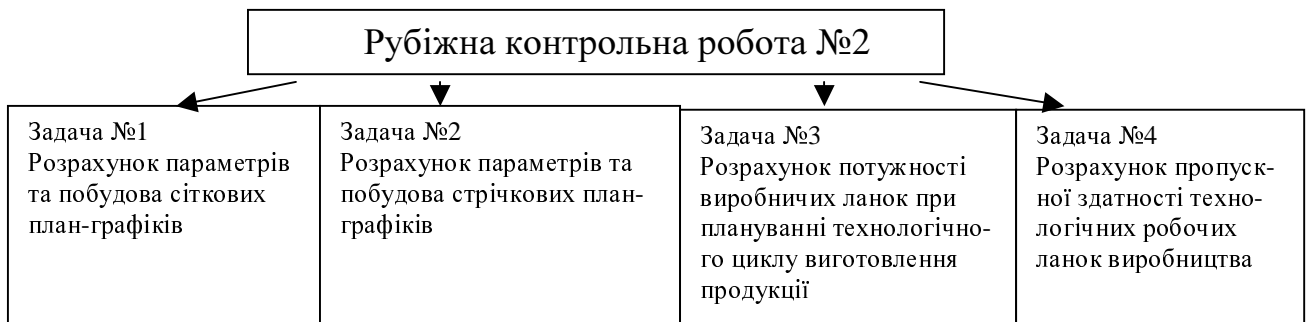 Рубіжна контрольна робота №2
Задача №1
Розрахунок параметрів
та побудова сіткових
план-графіків
Задача №2
Розрахунок параметрів та
побудова стрічкових план-
графіків
Задача №3
Розрахунок потужності
виробничих ланок при
плануванні технологічно-
го циклу виготовлення
продукції
Задача №4
Розрахунок пропуск-
ної здатності техно-
логічних робочих
ланок виробництва